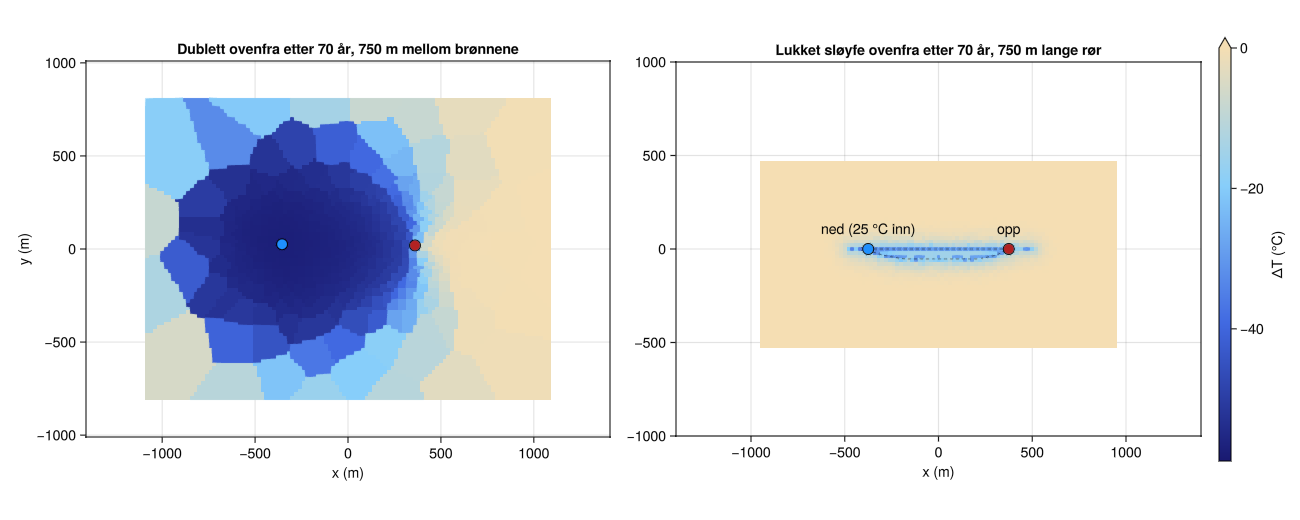 Dublett ovenfra etter 70 år, 750 m mellom brønnene
1000
500
0
−500
−1000
y (m)
−1000
−500
0
500
1000
x (m)
Lukket sløyfe ovenfra etter 70 år, 750 m lange rør
1000
500
0
−500
−1000
ned (25 °C inn)
opp
−1000
−500
0
500
1000
x (m)
0
−20
−40
ΔT (°C)